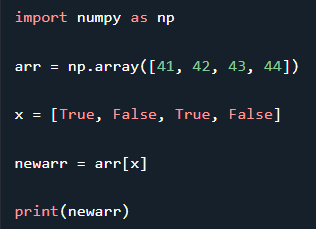 import numpy as np
arr = np.array([41, 42, 43, 44])
x = [True, False, True, False]
newarr = arr[x]
print(newarr)